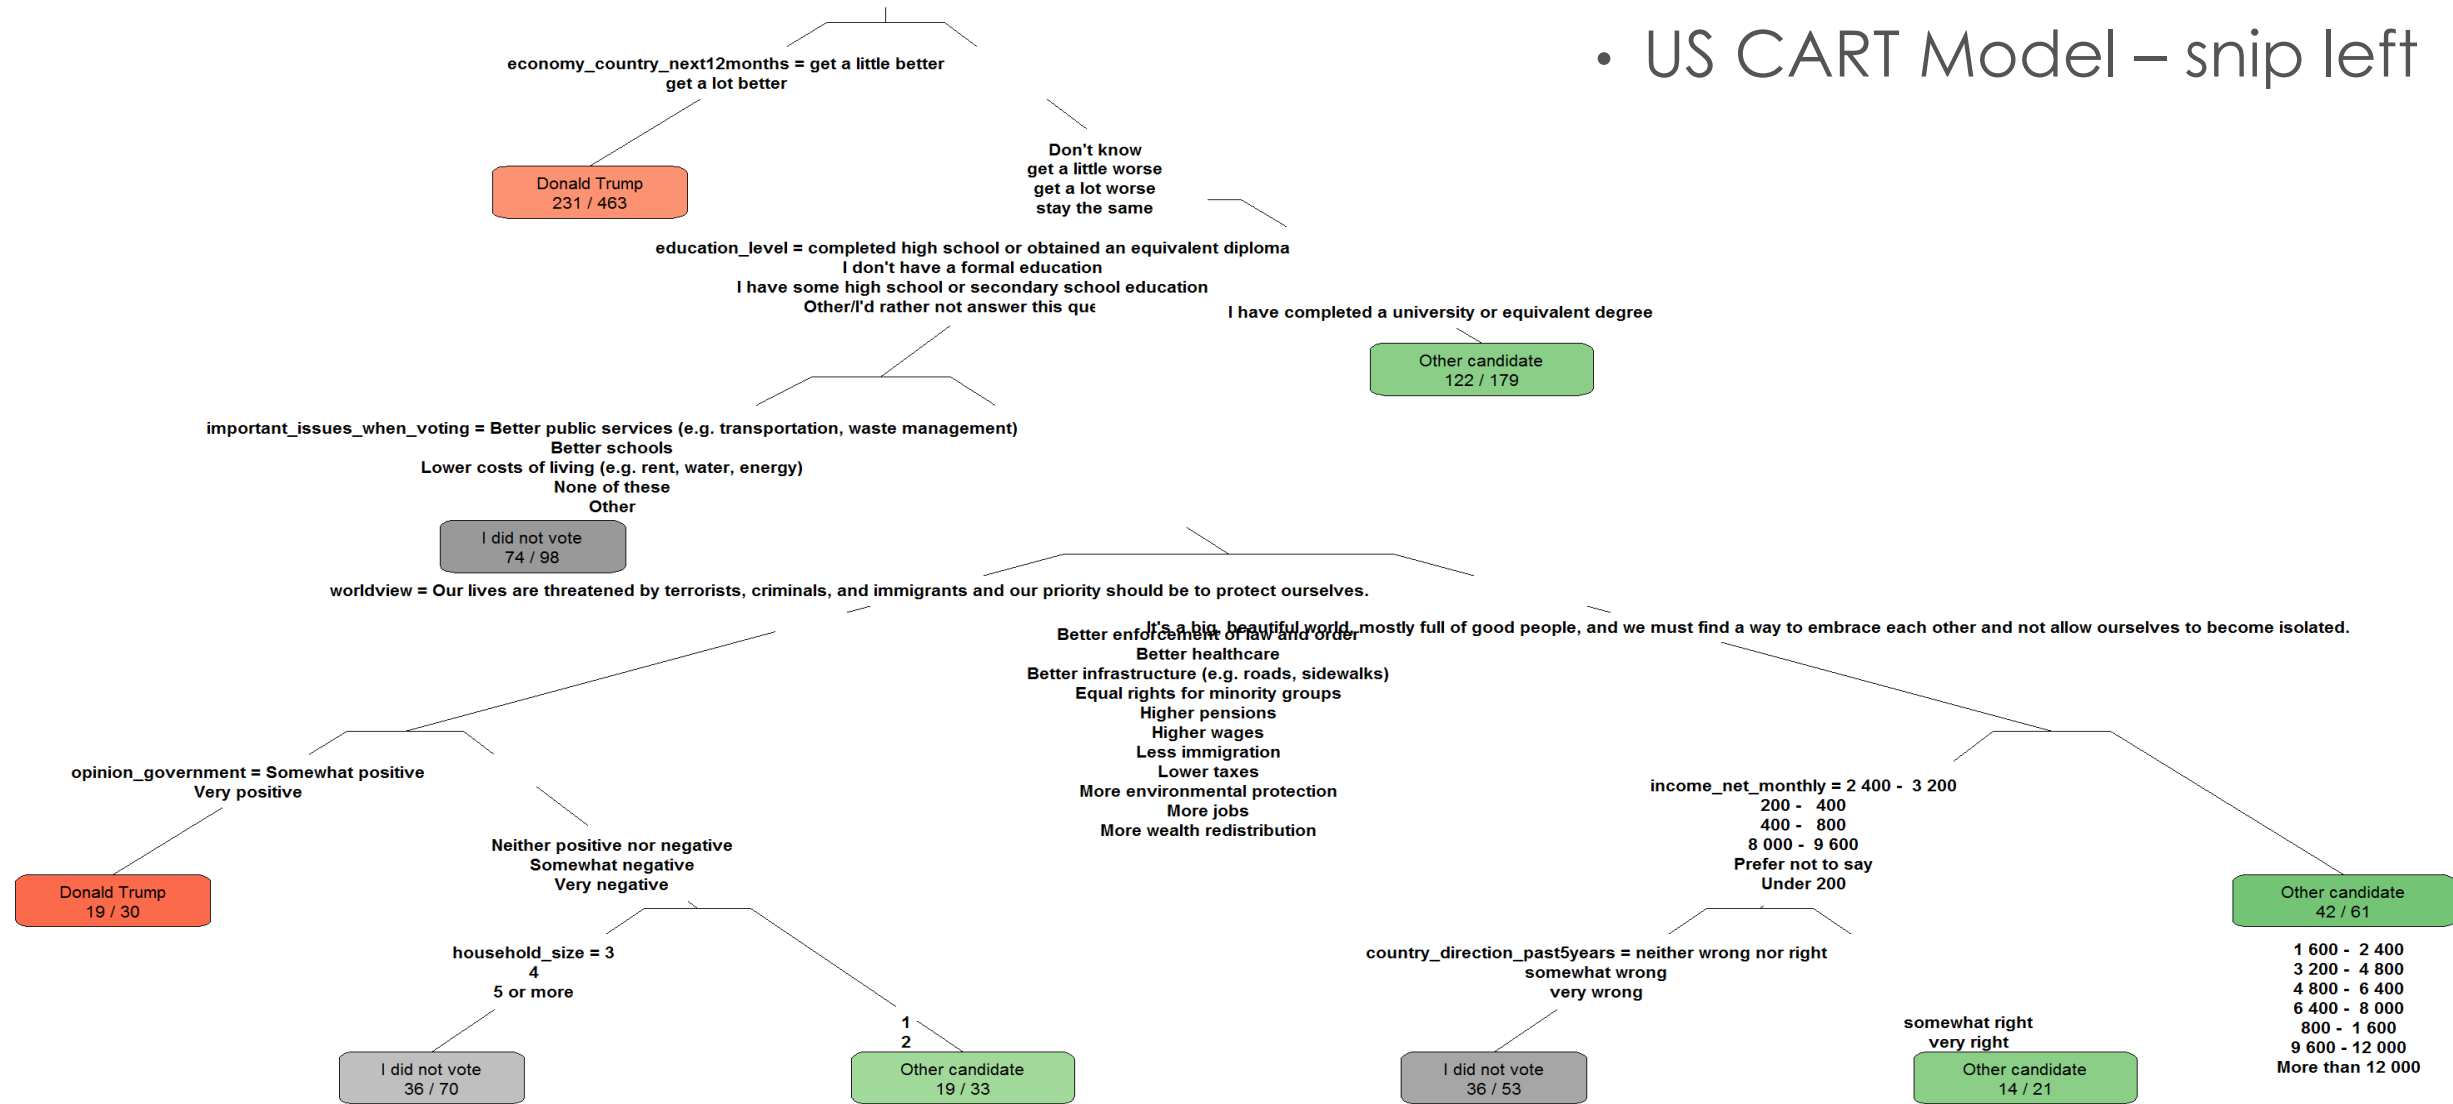 • US CART Model – snip left
economy_country_next12months = get a little better
get a lot better
Donald Trump
231 / 463
Don't know
get a little worse
get a lot worse
stay the same
education_level = completed high school or obtained an equivalent diploma
I don't have a formal education
I have some high school or secondary school education
Other/I'd rather not answer this que
I have completed a university or equivalent degree
Other candidate
122 / 179
important_issues_when_voting = Better public services (e.g. transportation, waste management)
Better schools
Lower costs of living (e.g. rent, water, energy)
None of these
Other
I did not vote
74 / 98
worldview = Our lives are threatened by terrorists, criminals, and immigrants and our priority should be to protect ourselves.
It's a big, beautiful world, mostly full of good people, and we must find a way to embrace each other and not allow ourselves to become isolated.
Better enforcement of law and order
Better healthcare
Better infrastructure (e.g. roads, sidewalks)
Equal rights for minority groups
Higher pensions
Higher wages
Less immigration
Lower taxes
More environmental protection
More jobs
More wealth redistribution
opinion_government = Somewhat positive
Very positive
Donald Trump
19 / 30
Neither positive nor negative
Somewhat negative
Very negative
household_size = 3
4
5 or more
I did not vote
36 / 70
1
2
Other candidate
19 / 33
income_net_monthly = 2 400 - 3 200
200 - 400
400 - 800
8 000 - 9 600
Prefer not to say
Under 200
country_direction_past5years = neither wrong nor right
somewhat wrong
very wrong
I did not vote
36 / 53
somewhat right
very right
Other candidate
14 / 21
Other candidate
42 / 61
1 600 - 2 400
3 200 - 4 800
4 800 - 6 400
6 400 - 8 000
800 - 1 600
9 600 - 12 000
More than 12 000